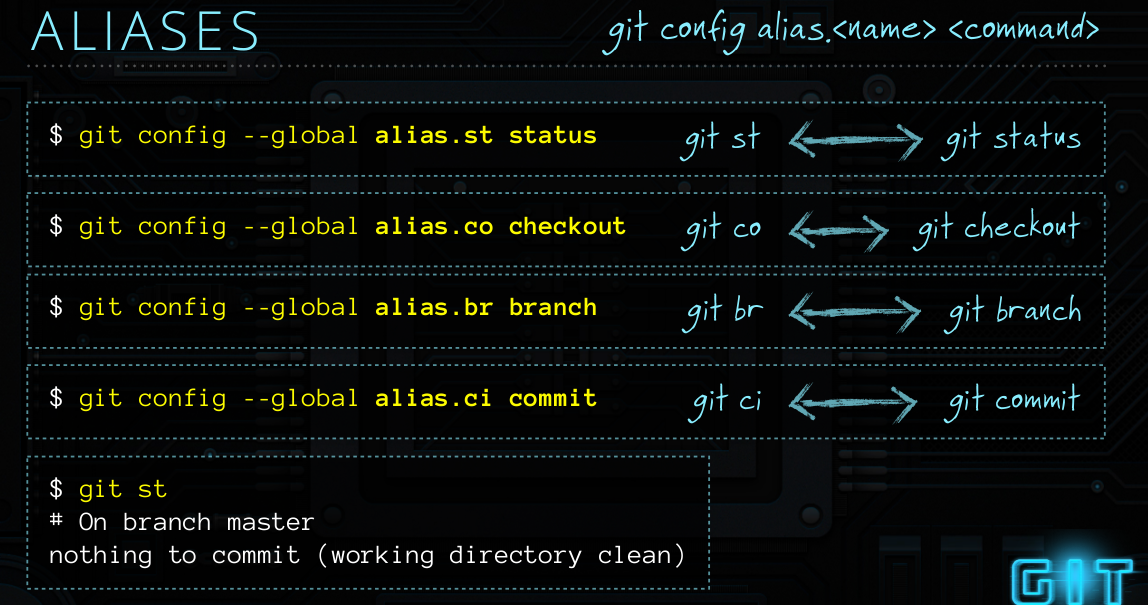 ALIASES
git config alias.<name> <command>
$ git config --global alias.st status
git st git status
$ git config --global alias.co checkout
git co git checkout
$ git config --global alias.br branch
git br git branch
$ git config --global alias.ci commit
git ci git commit
$ git st
# On branch master
nothing to commit (working directory clean)
GIT